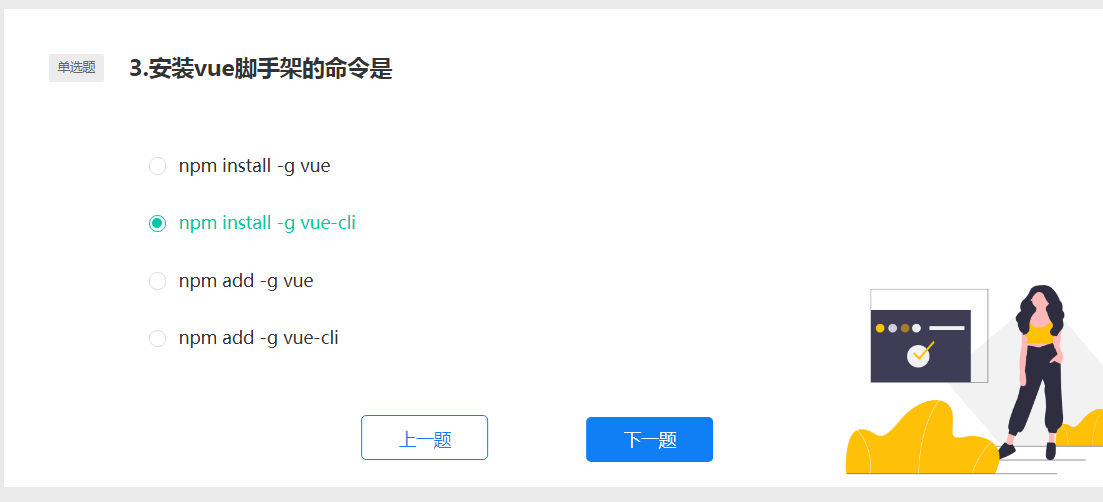 单选题 3.安装vue脚手架的命令是
npm install -g vue
npm install -g vue-cli
npm add -g vue
npm add -g vue-cli
上一题 下一题